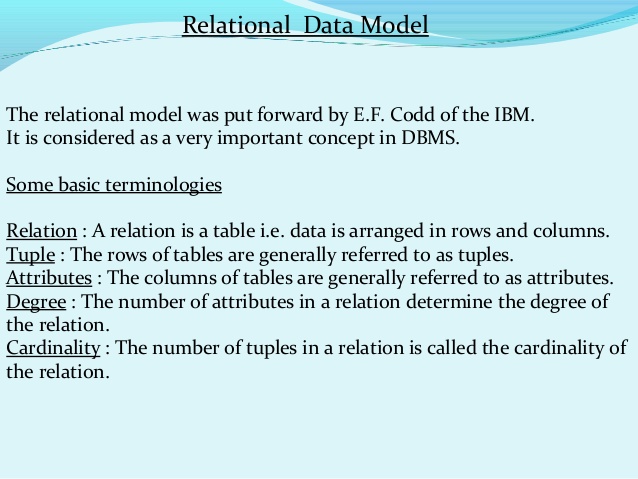 Relational  Data Model
The relational model was put forward by E.F. Codd of the IBM.
It is considered as a very important concept in DBMS.
Some basic terminologies
Relation : A relation is a table i.e. data is arranged in rows and columns.
Tuple : The rows of tables are generally referred to as tuples.
Attributes : The columns of tables are generally referred to as attributes.
Degree : The number of attributes in a relation determine the degree of
the relation.
Cardinality : The number of tuples in a relation is called the cardinality of
the relation.